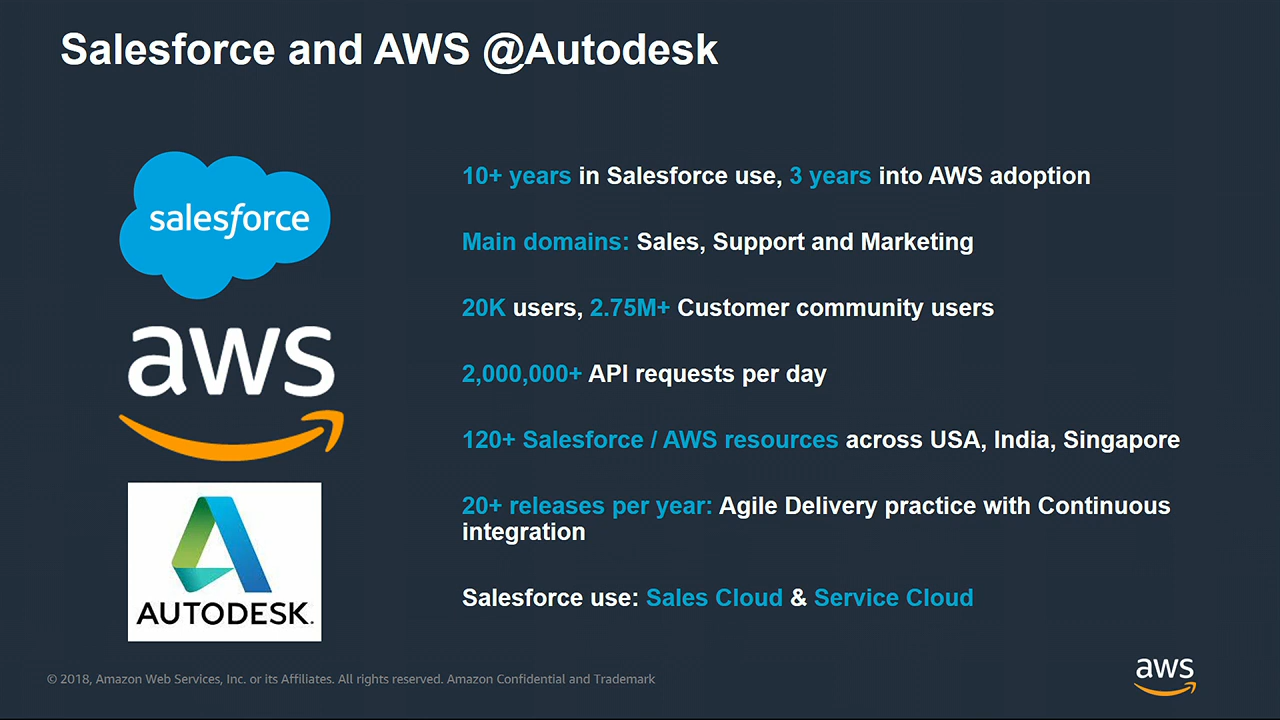 Salesforce and AWS @Autodesk
salesforce
aws
AUTODESK.
10+ years in Salesforce use, 3 years into AWS adoption
Main domains: Sales, Support and Marketing
20K users, 2.75M+ Customer community users
2,000,000+ API requests per day
120+ Salesforce / AWS resources across USA, India, Singapore
20+ releases per year: Agile Delivery practice with Continuous
integration
Salesforce use: Sales Cloud & Service Cloud
© 2018, Amazon Web Services, Inc. or its Affiliates. All rights reserved. Amazon Confidential and Trademark
aws